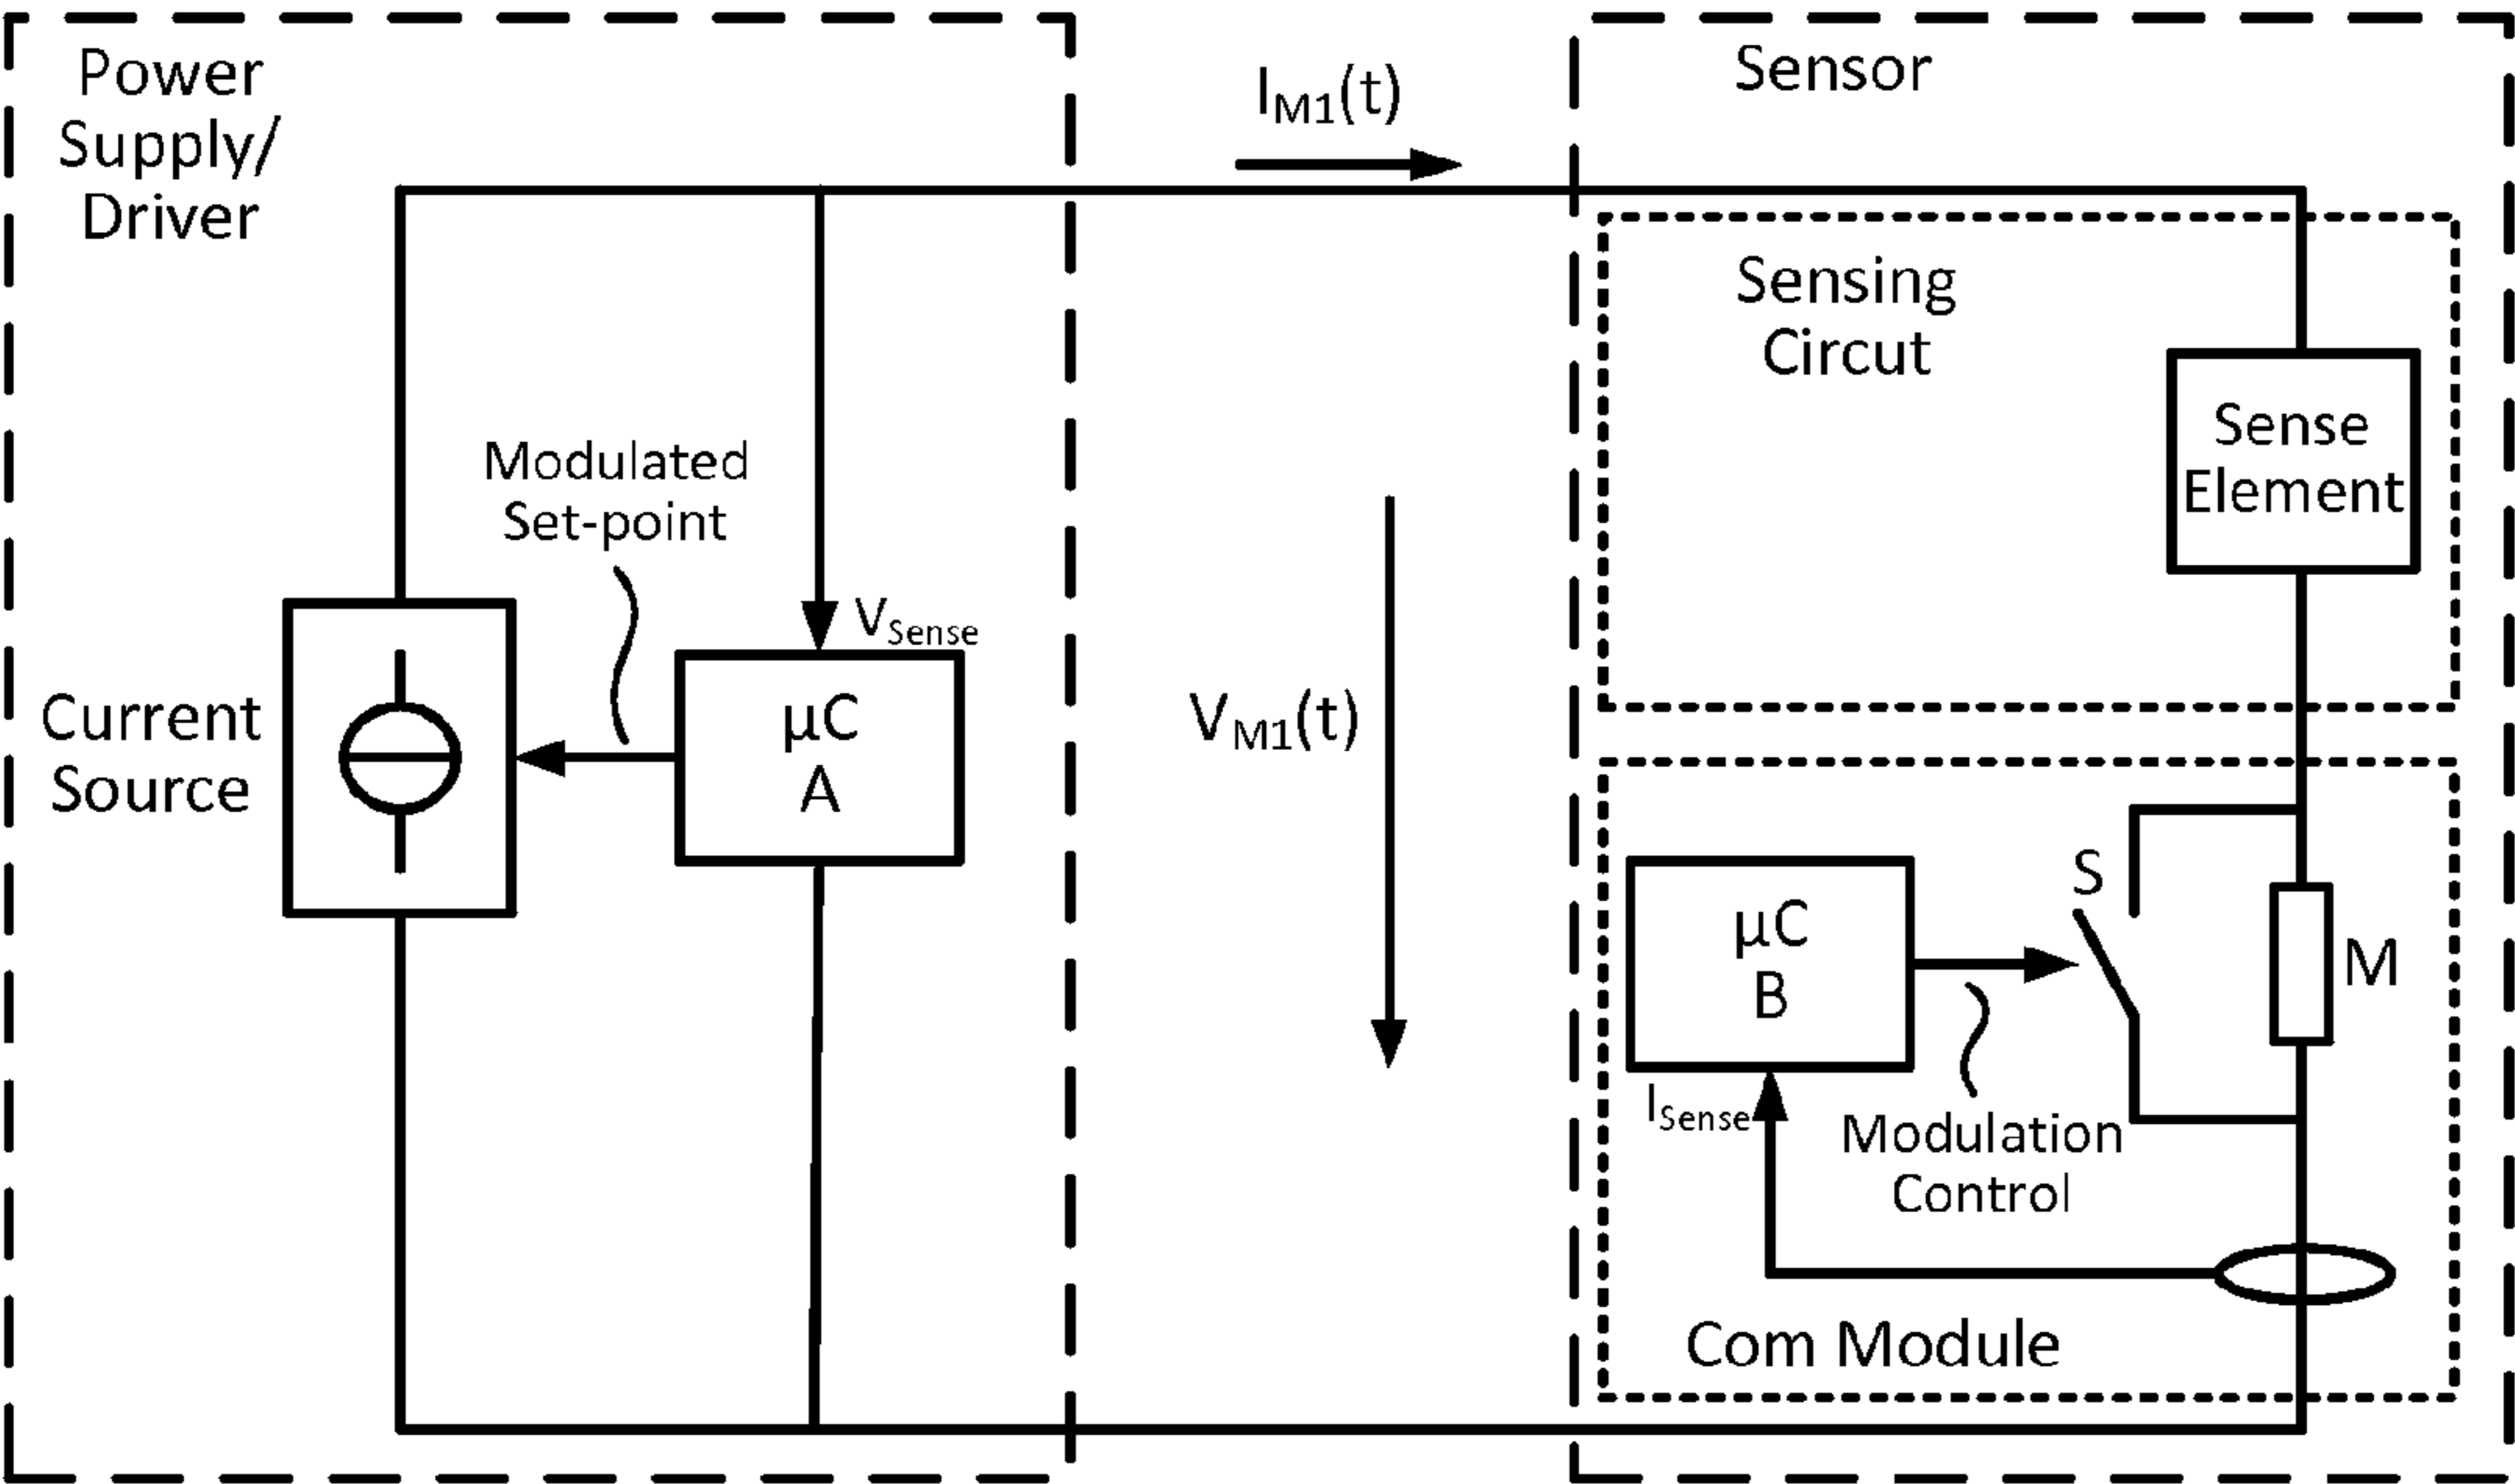 Power
Supply/
Driver
I_M1(t)
Sensor
Sensing
Circut
Sense
Element
Modulated
Set-point
V_Sense
Current
Source
µC
A
V_M1(t)
µC
B
S
M
I_Sense
Modulation
Control
Com Module